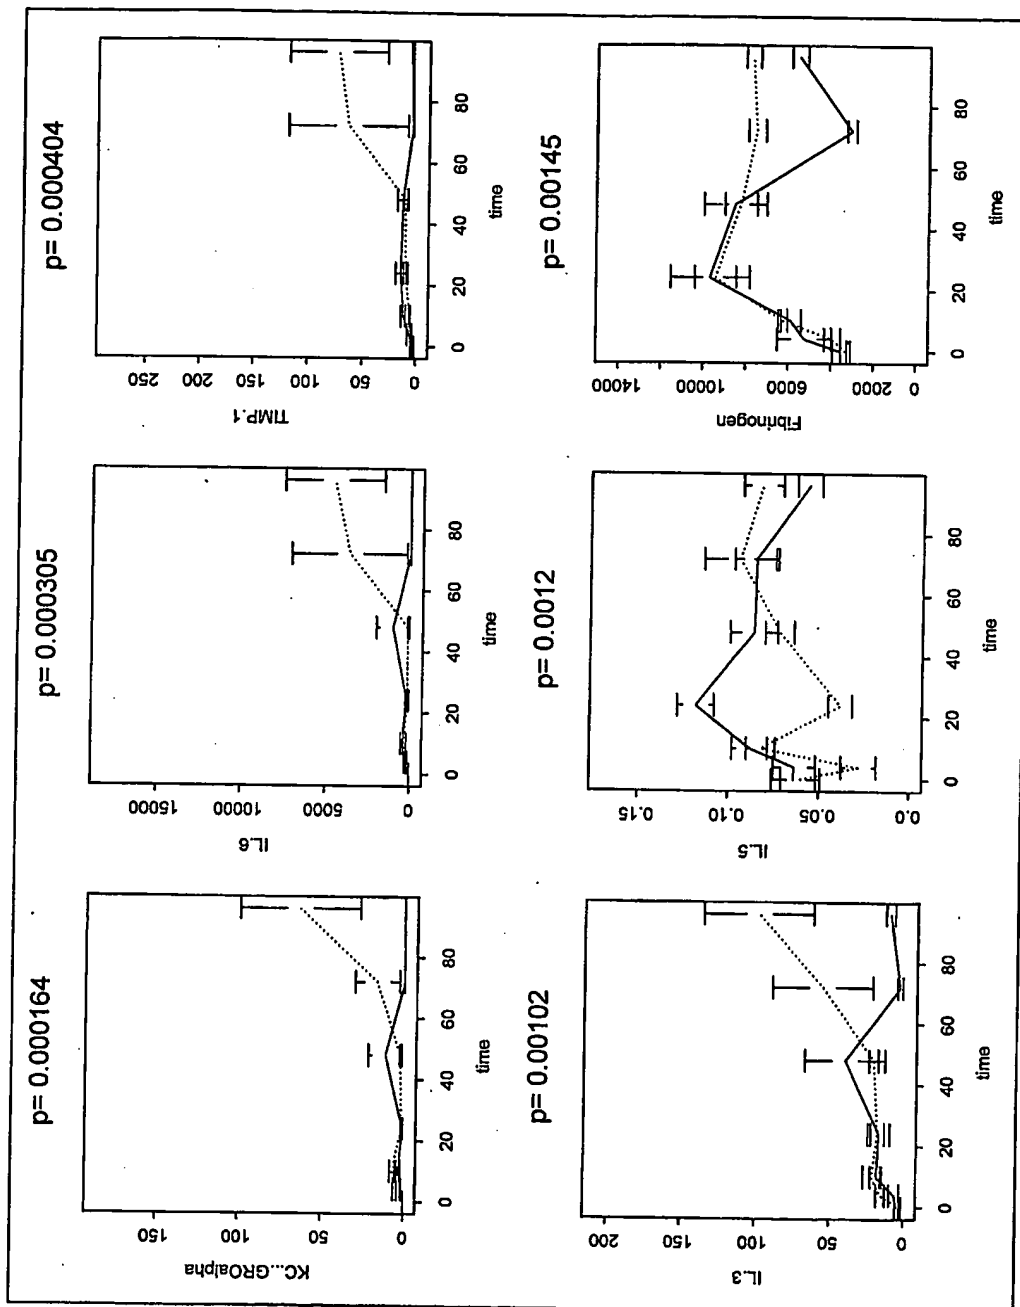 p= 0.000164
KC...GROalpha
150
100
50
0
0 20 40 60 80
time
p= 0.000305
IL.6
15000
10000
5000
0
0 20 40 60 80
time
p= 0.000404
TIMP.1
250
200
150
100
50
0
0 20 40 60 80
time
p= 0.00102
IL.3
200
150
100
50
0
0 20 40 60 80
time
p= 0.0012
IL.5
0.15
0.10
0.05
0.0
0 20 40 60 80
time
p= 0.00145
Fibrinogen
14000
10000
6000
2000
0 20 40 60 80
time